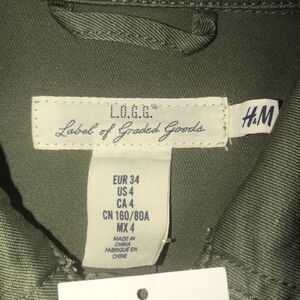 L.O.G.G.®
Label of Graded Goods
H&M
EUR 34
US 4
CA 4
CN 160/80A
MX 4
MADE IN
CHINA
FABRIQUÉ EN
CHINE